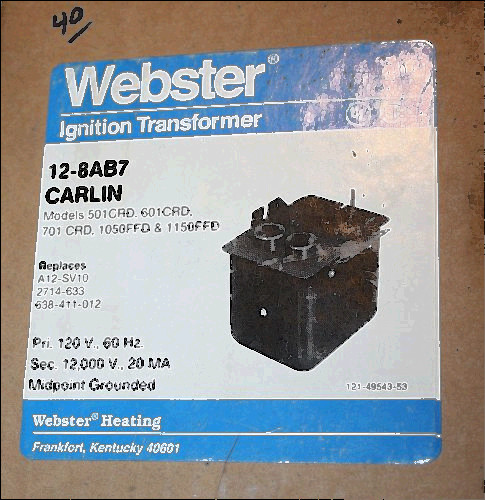 40
Webster®
Ignition Transformer
12-8AB7
CARLIN
Models 501CRD, 601CRD,
701 CRD, 1050FFD & 1150FFD
Replaces
A12-SV10
2714-633
638-411-012
Pri. 120 V., 60 Hz.
Sec. 12,000 V., 20 MA
Midpoint Grounded
121-49543-53
Webster® Heating
Frankfort, Kentucky 40601